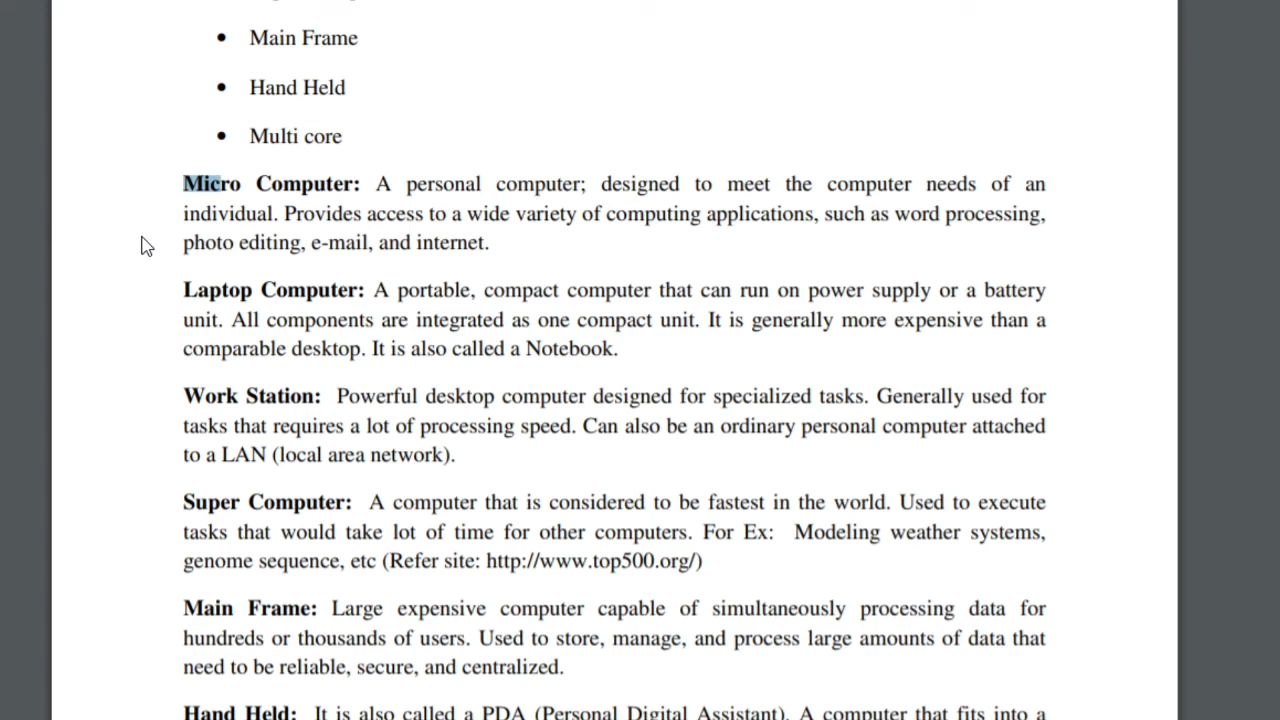 Main Frame
Hand Held
Multi core
Micro Computer: A personal computer; designed to meet the computer needs of an
individual. Provides access to a wide variety of computing applications, such as word processing,
photo editing, e-mail, and internet.
Laptop Computer: A portable, compact computer that can run on power supply or a battery
unit. All components are integrated as one compact unit. It is generally more expensive than a
comparable desktop. It is also called a Notebook.
Work Station: Powerful desktop computer designed for specialized tasks. Generally used for
tasks that requires a lot of processing speed. Can also be an ordinary personal computer attached
to a LAN (local area network).
Super Computer: A computer that is considered to be fastest in the world. Used to execute
tasks that would take lot of time for other computers. For Ex: Modeling weather systems,
genome sequence, etc (Refer site: http://www.top500.org/)
Main Frame: Large expensive computer capable of simultaneously processing data for
hundreds or thousands of users. Used to store, manage, and process large amounts of data that
need to be reliable, secure, and centralized.
Hand Held: It is also called a PDA (Personal Digital Assistant). A computer that fits into a